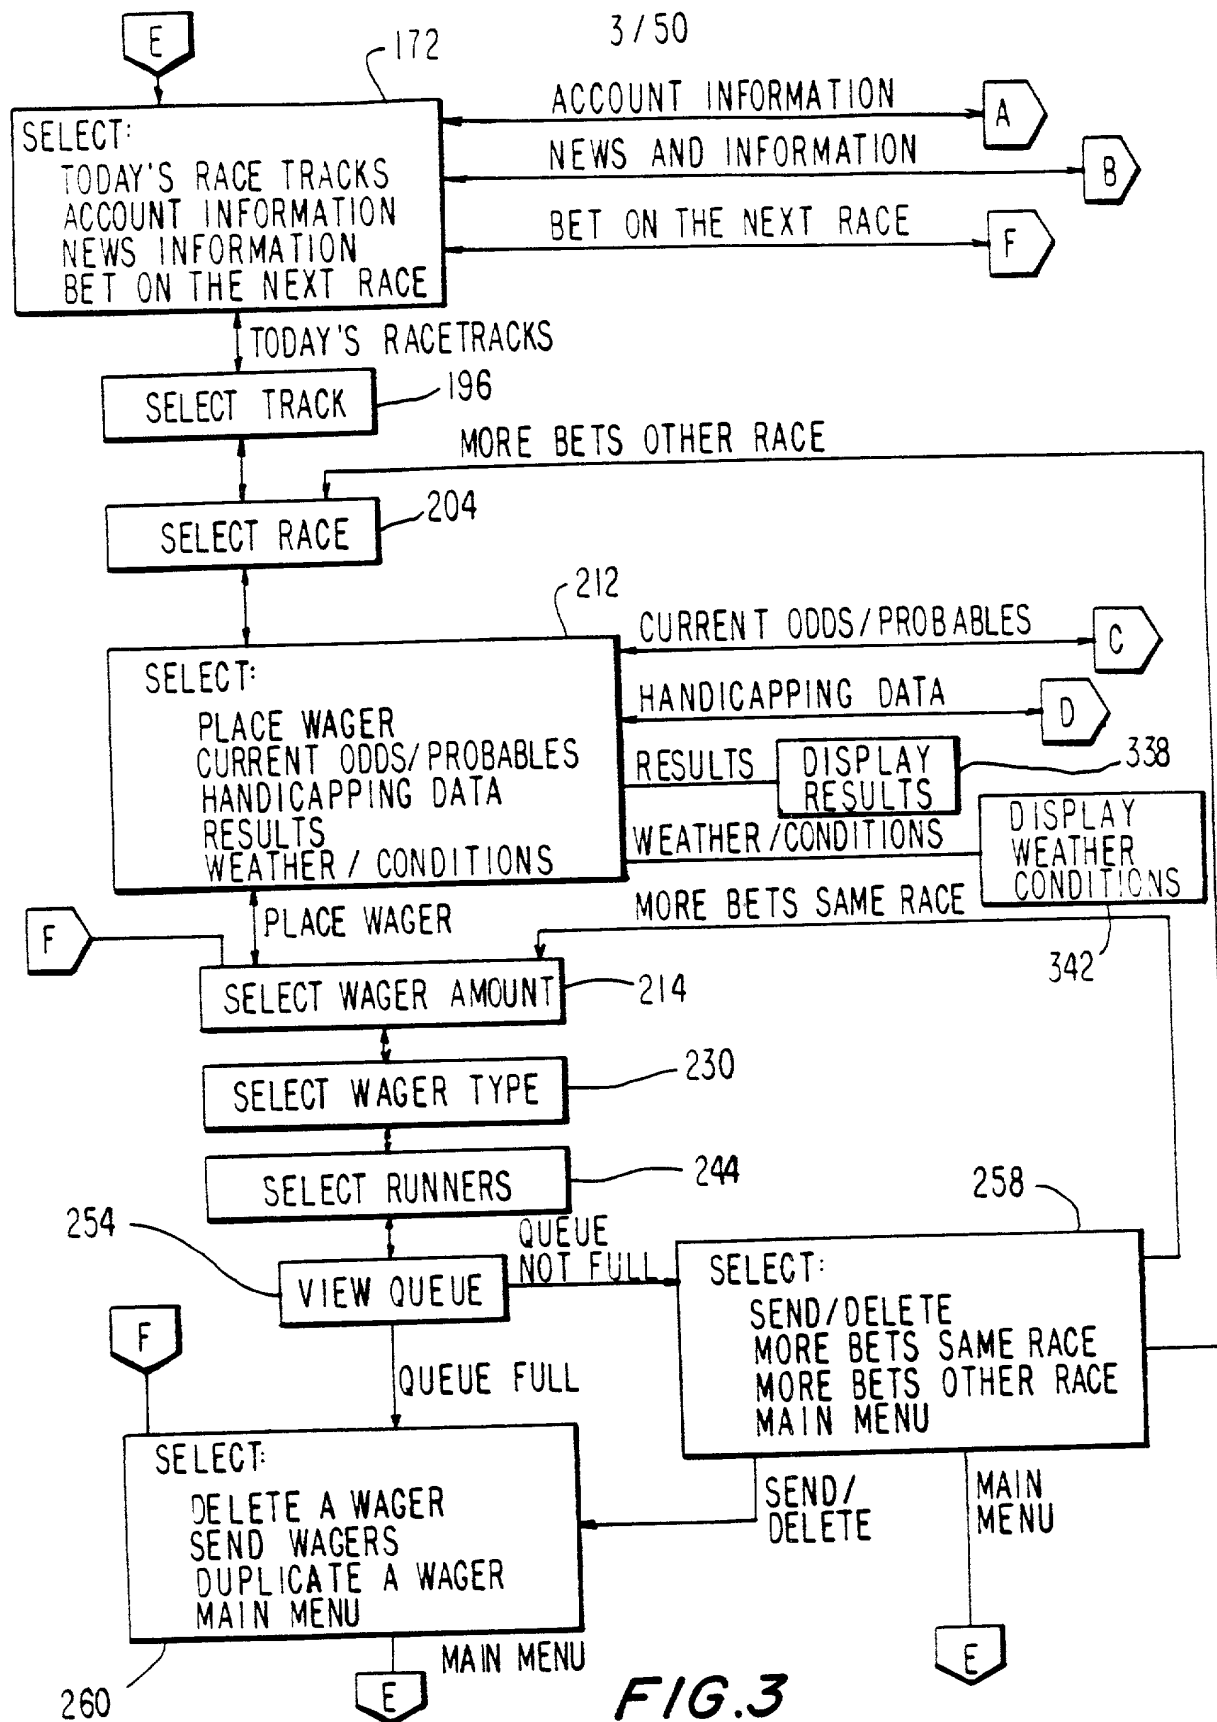 3/50
E
172
SELECT:
TODAY'S RACE TRACKS
ACCOUNT INFORMATION
NEWS INFORMATION
BET ON THE NEXT RACE
ACCOUNT INFORMATION
A
NEWS AND INFORMATION
B
BET ON THE NEXT RACE
F
TODAY'S RACETRACKS
SELECT TRACK
196
MORE BETS OTHER RACE
SELECT RACE
204
212
SELECT:
PLACE WAGER
CURRENT ODDS/PROBABLES
HANDICAPPING DATA
RESULTS
WEATHER / CONDITIONS
CURRENT ODDS/PROBABLES
C
HANDICAPPING DATA
D
RESULTS
DISPLAY
RESULTS
338
WEATHER/CONDITIONS
DISPLAY
WEATHER
CONDITIONS
342
F
PLACE WAGER
MORE BETS SAME RACE
SELECT WAGER AMOUNT
214
SELECT WAGER TYPE
230
SELECT RUNNERS
244
254
VIEW QUEUE
QUEUE
NOT FULL
258
SELECT:
SEND/DELETE
MORE BETS SAME RACE
MORE BETS OTHER RACE
MAIN MENU
F
QUEUE FULL
SELECT:
DELETE A WAGER
SEND WAGERS
DUPLICATE A WAGER
MAIN MENU
SEND/
DELETE
MAIN
MENU
260
E
MAIN MENU
E
FIG.3